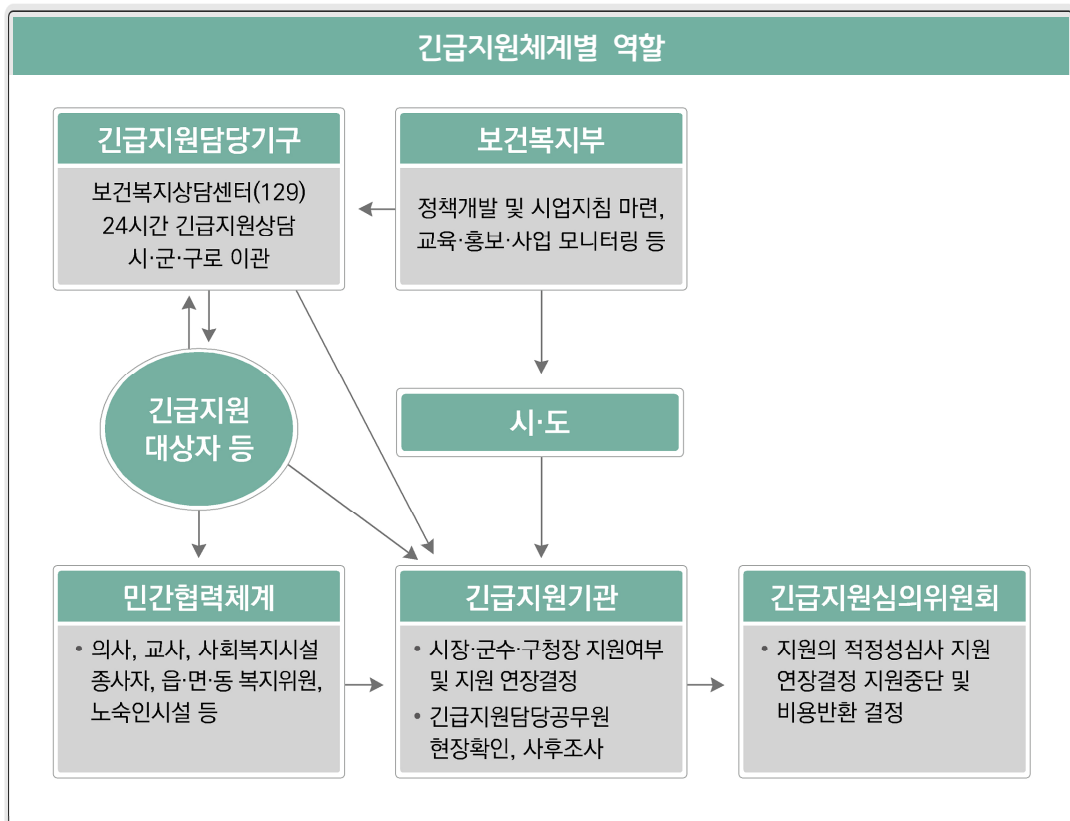 긴급지원체계별 역할
긴급지원담당기구
보건복지상담센터(129)
24시간 긴급지원상담
시·군·구로 이관
보건복지부
정책개발 및 시업지침 마련,
교육·홍보·사업 모니터링 등
긴급지원
대상자 등
시·도
민간협력체계
• 의사, 교사, 사회복지시설
종사자, 읍·면·동 복지위원,
노숙인시설 등
긴급지원기관
• 시장·군수·구청장 지원여부
및 지원 연장결정
• 긴급지원담당공무원
현장확인, 사후조사
긴급지원심의위원회
• 지원의 적정성심사 지원
연장결정 지원중단 및
비용반환 결정